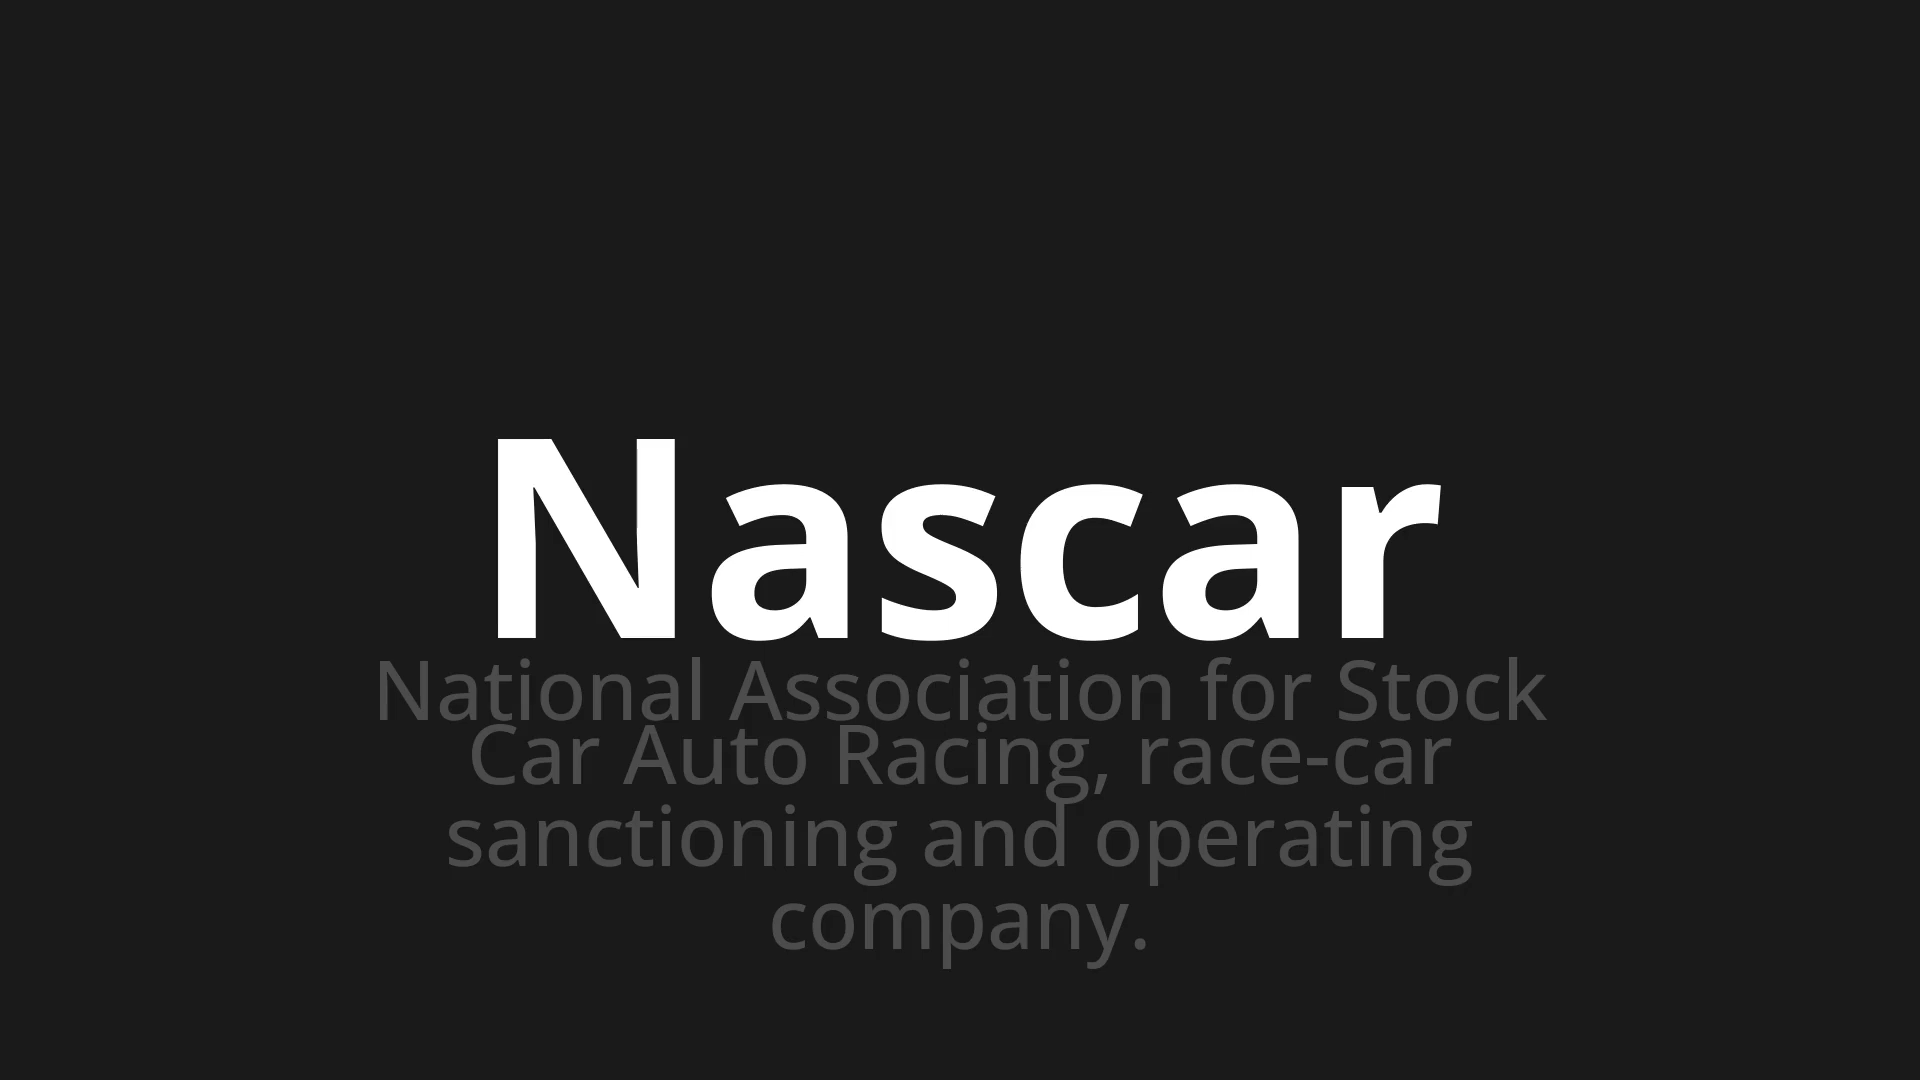 Nascar
National Association for Stock
Car Auto Racing, race-car
sanctioning and operating
company.